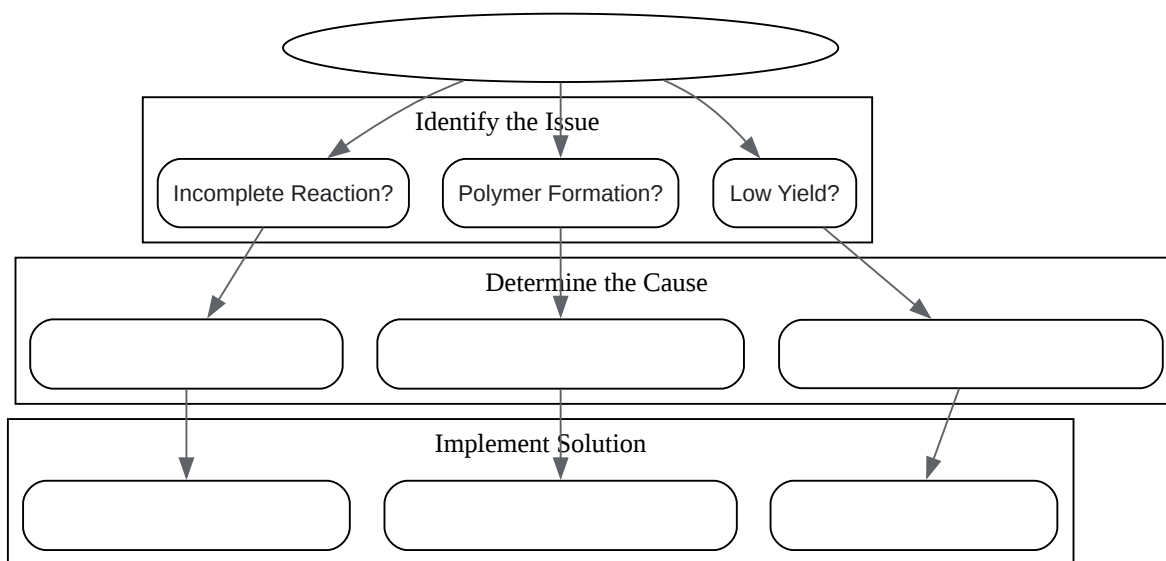 Identify the Issue
Incomplete Reaction?
Polymer Formation?
Low Yield?
Determine the Cause
Implement Solution